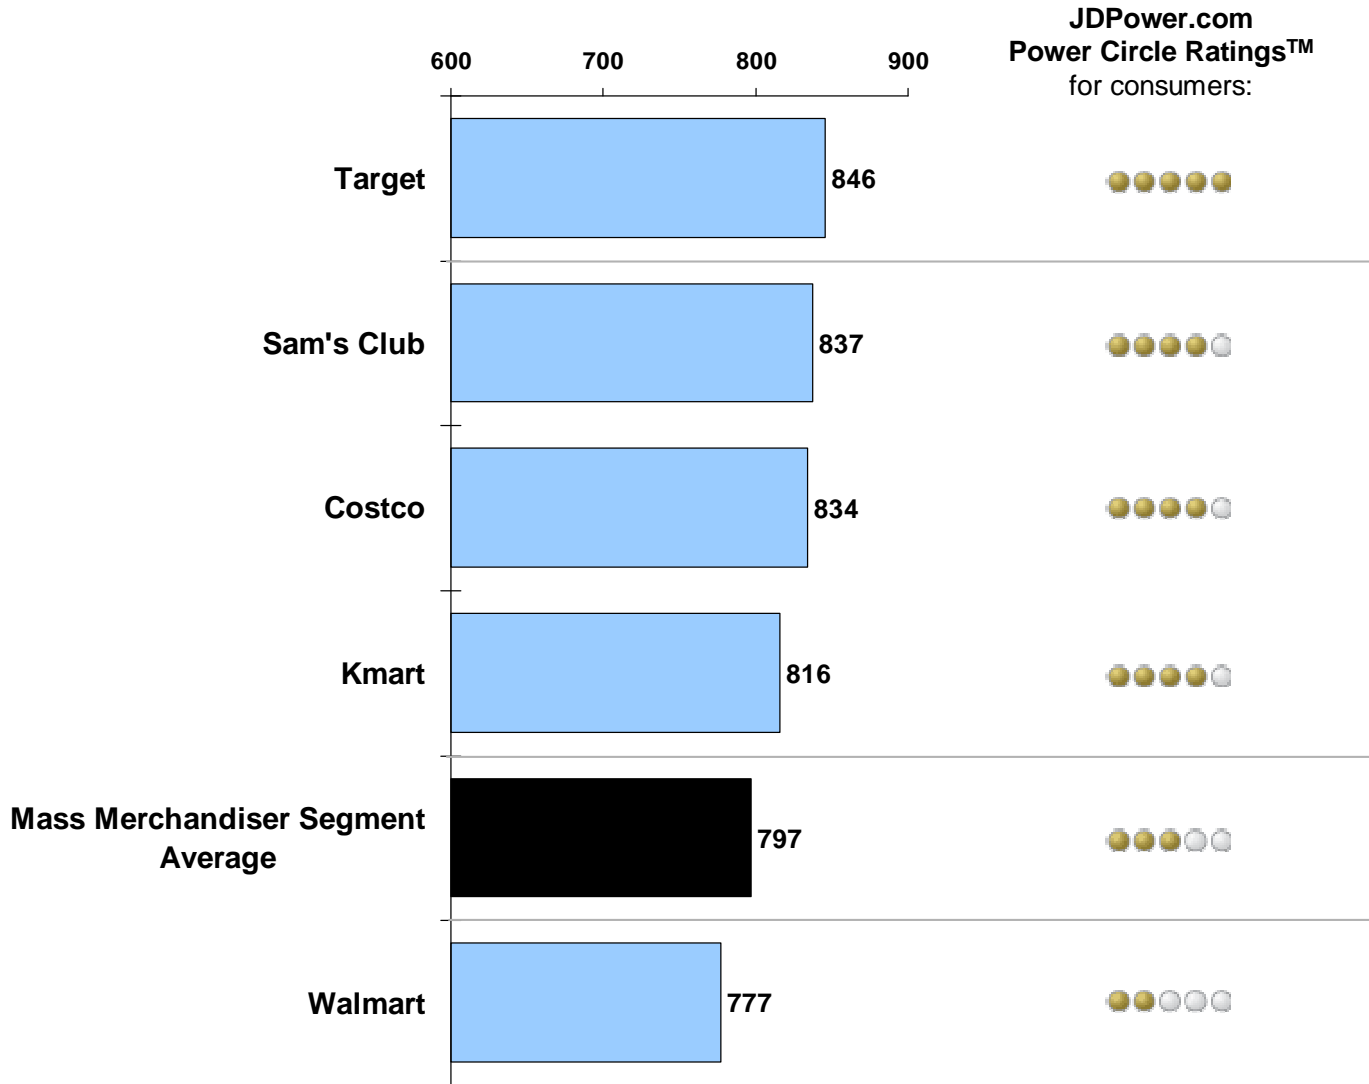 JDPower.com
Power Circle Ratings™
for consumers:
600 700 800 900
Target 846
Sam's Club 837
Costco 834
Kmart 816
Mass Merchandiser Segment
Average 797
Walmart 777